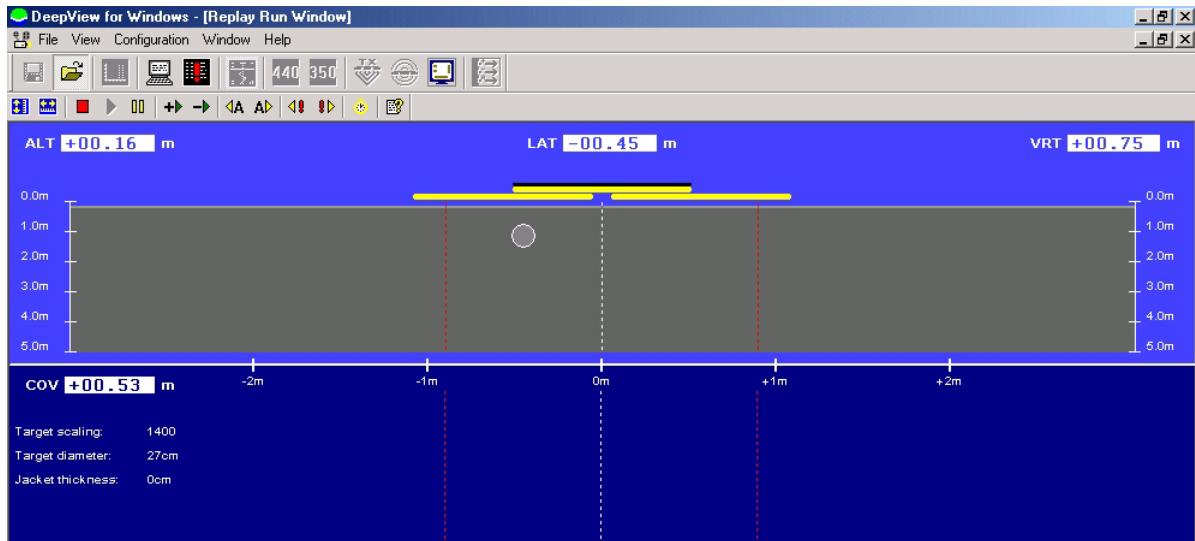 DeepView for Windows - [Replay Run Window]
File View Configuration Window Help
440 350 TX
A A
ALT +00.16 m LAT -00.45 m VRT +00.75 m
0.0m 0.0m
1.0m 1.0m
2.0m 2.0m
3.0m 3.0m
4.0m 4.0m
5.0m 5.0m
COV +00.53 m -2m -1m 0m +1m +2m
Target scaling: 1400
Target diameter: 27cm
Jacket thickness: 0cm